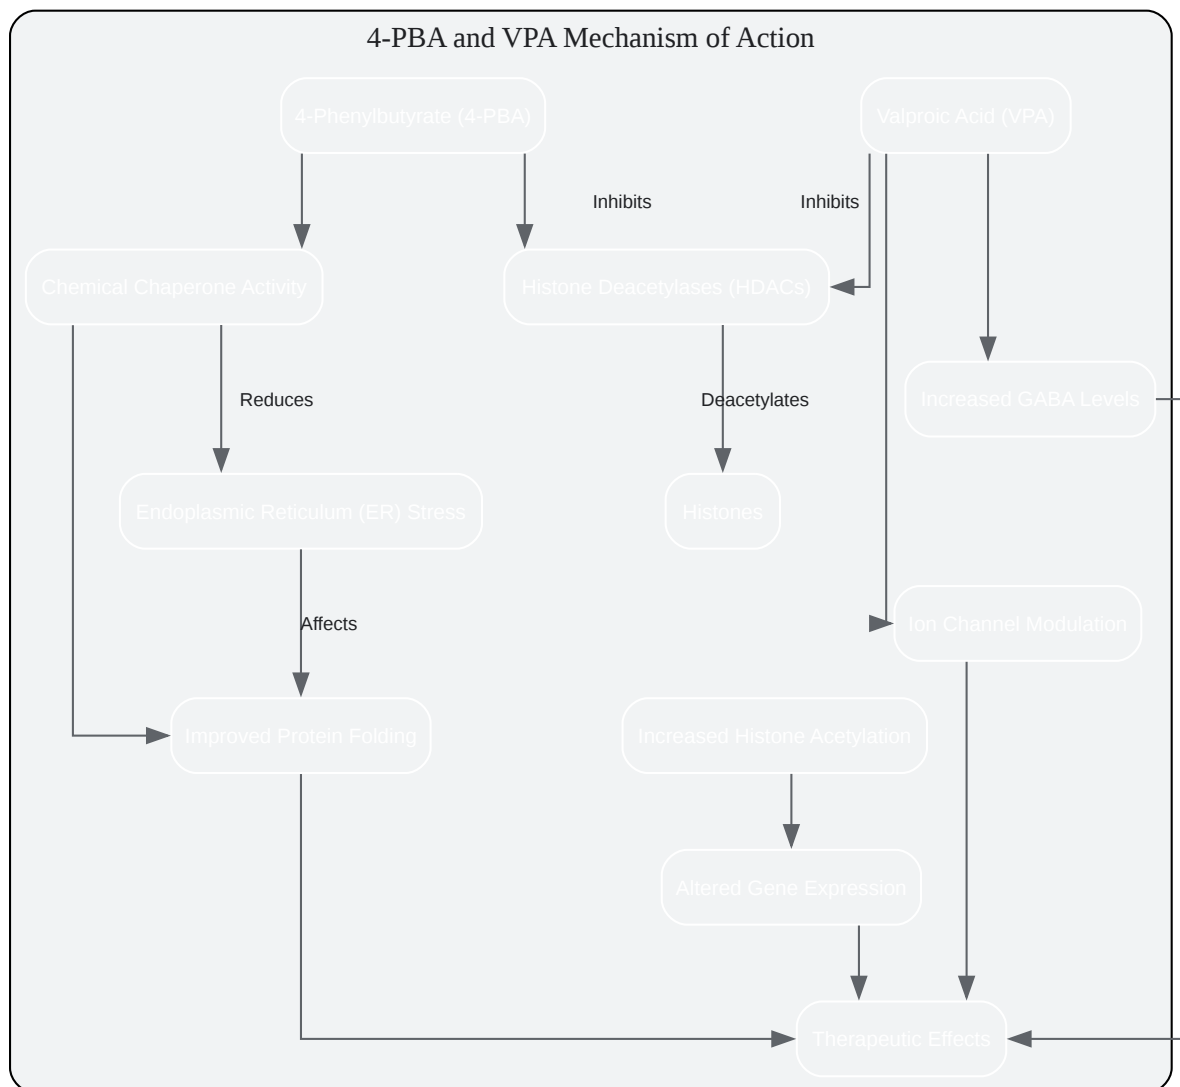 4-PBA and VPA Mechanism of Action
4-Phenylbutyrate (4-PBA)
Valproic Acid (VPA)
Inhibits
Inhibits
Chemical Chaperone Activity
Histone Deacetylases (HDACs)
Reduces
Deacetylates
Increased GABA Levels
Endoplasmic Reticulum (ER) Stress
Histones
Affects
Ion Channel Modulation
Improved Protein Folding
Increased Histone Acetylation
Altered Gene Expression
Therapeutic Effects